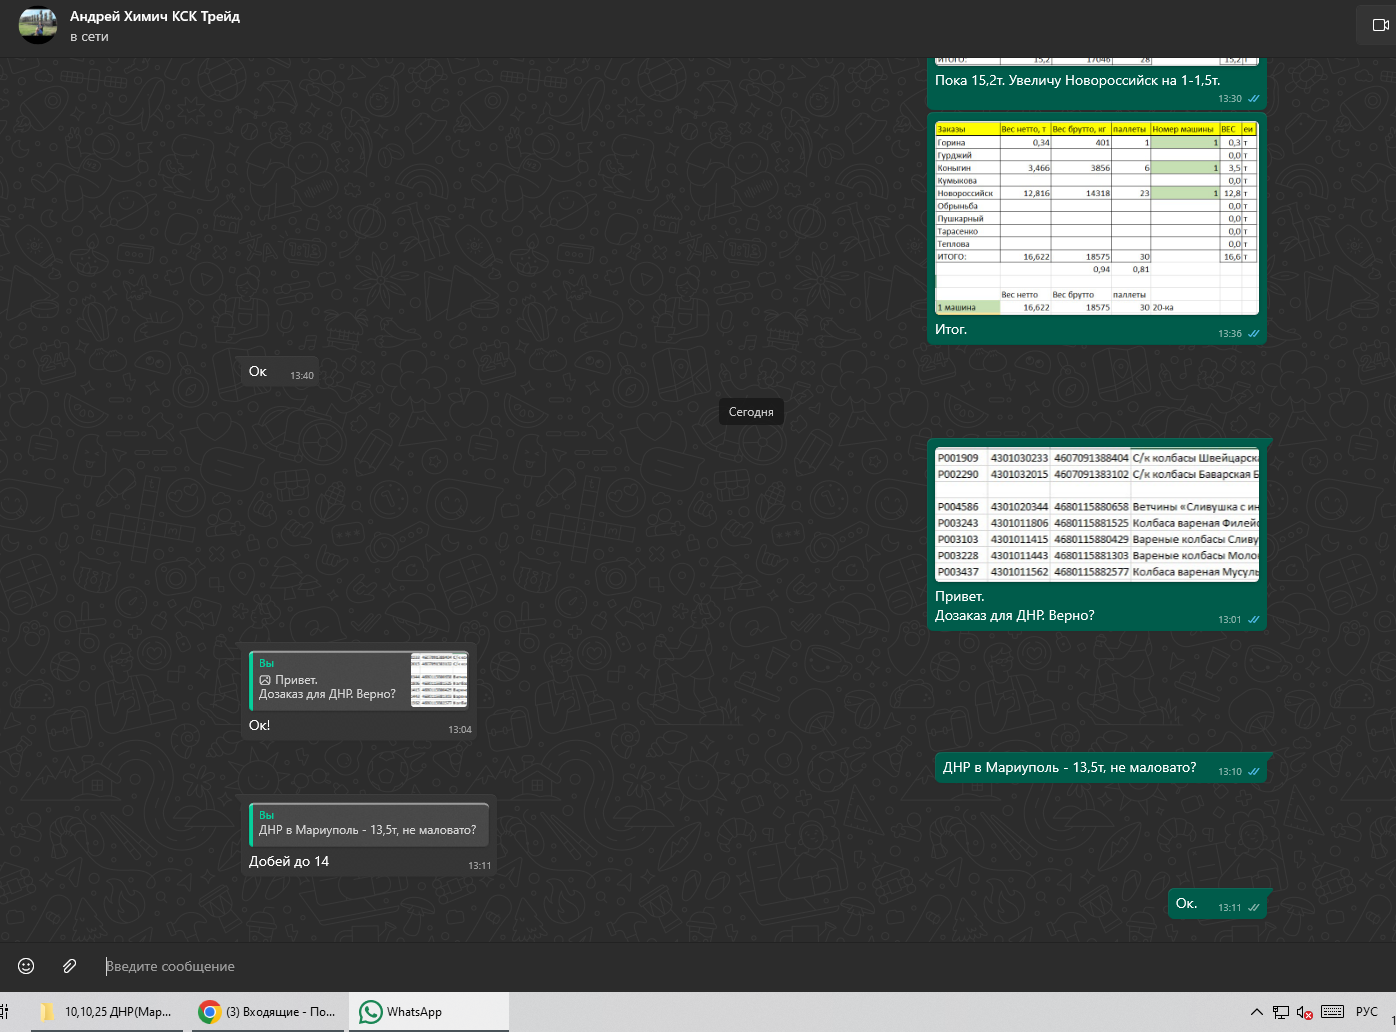 Андрей Химич КСК Трейд
в сети
ИТОГО: 15,2 17046 28 15,2 т
Пока 15,2т. Увеличу Новороссийск на 1-1,5т.
13:30
Заказы Вес нетто, т Вес брутто, кг паллеты Номер машины ВЕС еи
Горина 0,34 401 1 1 0,3 т
Гурджий 0,0 т
Коныгин 3,466 3856 6 1 3,5 т
Кумыкова 0,0 т
Новороссийск 12,816 14318 23 1 12,8 т
Обрыньба 0,0 т
Пушкарный 0,0 т
Тарасенко 0,0 т
Теплова 0,0 т
ИТОГО: 16,622 18575 30 16,6 т
0,94 0,81
Вес нетто Вес брутто паллеты
1 машина 16,622 18575 30 20-ка
Итог.
13:36
Ок
13:40
Сегодня
P001909 4301030233 4607091388404 С/к колбасы Швейцарска
P002290 4301032015 4607091383102 С/к колбасы Баварская Б
P004586 4301020344 4680115880658 Ветчины «Сливушка с ин
P003243 4301011806 4680115881525 Колбаса вареная Филейс
P003103 4301011415 4680115880429 Вареные колбасы Сливу
P003228 4301011443 4680115881303 Вареные колбасы Моло
P003437 4301011562 4680115882577 Колбаса вареная Мусуль
Привет.
Дозаказ для ДНР. Верно?
13:01
Вы
Привет.
Дозаказ для ДНР. Верно?
Ок!
13:04
ДНР в Мариуполь - 13,5т, не маловато?
13:10
Вы
ДНР в Мариуполь - 13,5т, не маловато?
Добей до 14
13:11
Ок.
13:11
Введите сообщение
10,10,25 ДНР(Мар...
(3) Входящие - По...
WhatsApp
РУС